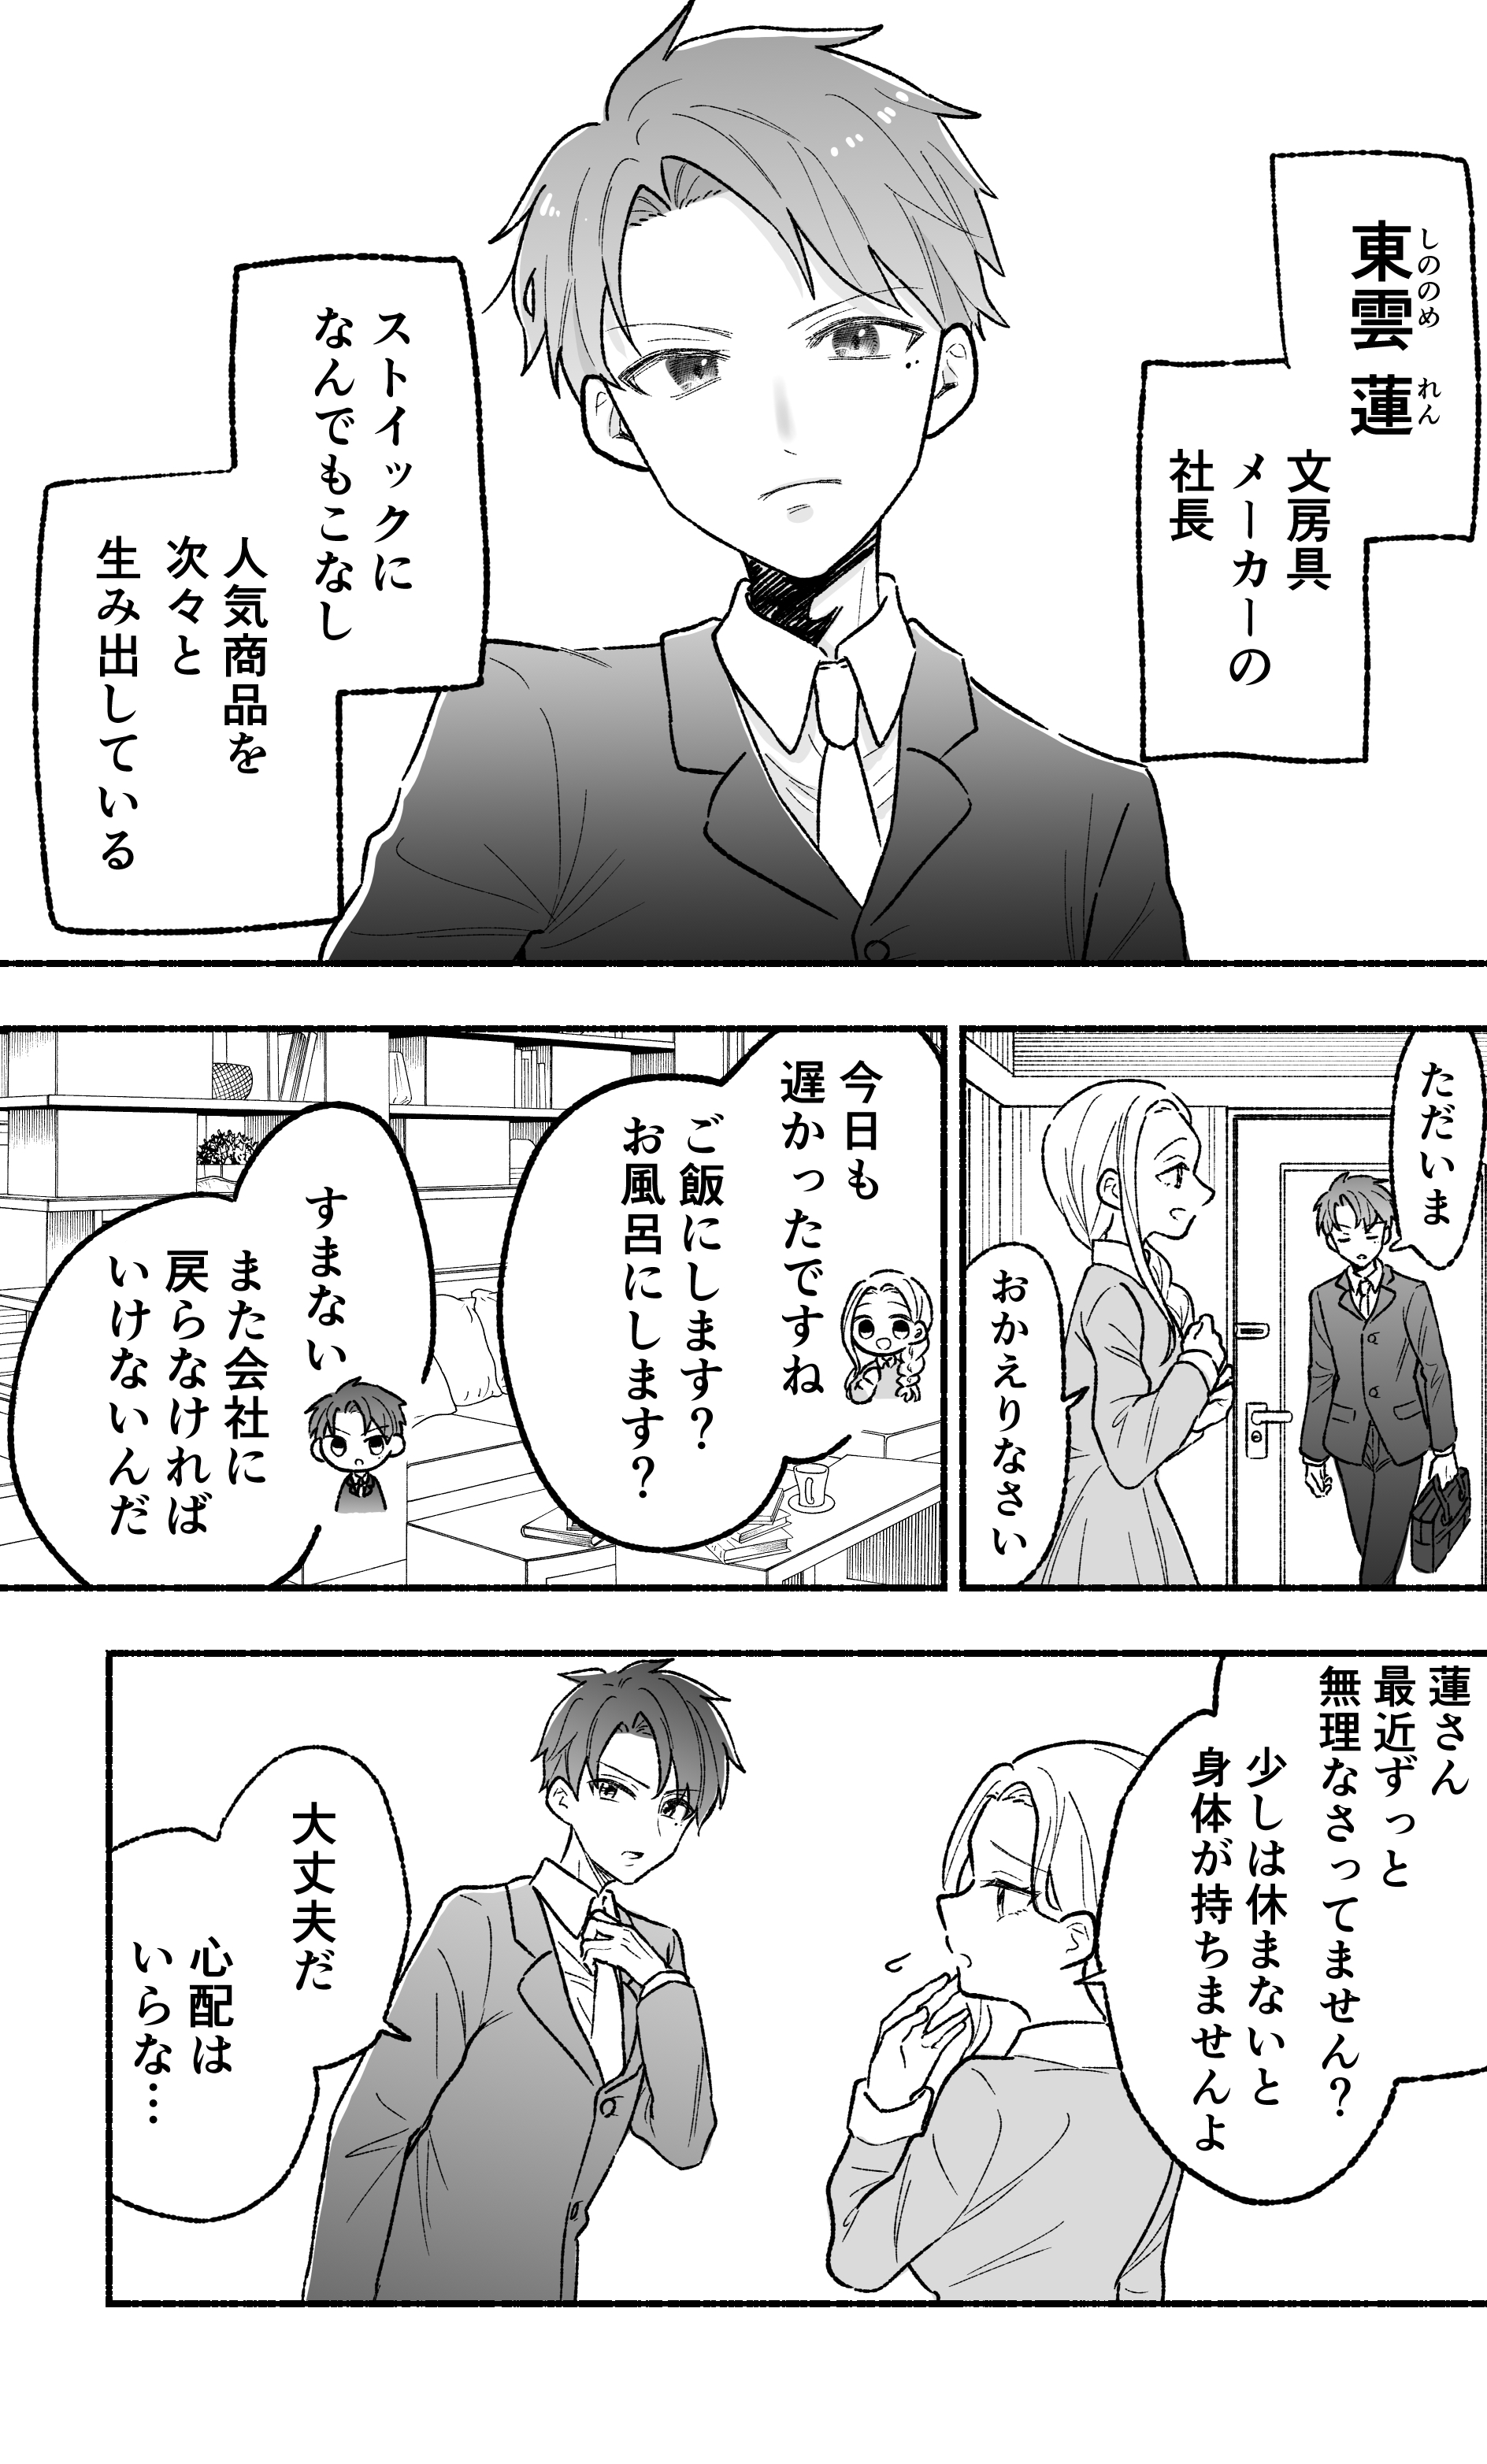 東雲 蓮
しののめ れん
文房具
メーカーの
社長
ストイックに
なんでもこなし
人気商品を
次々と
生み出している
ただいま
おかえりなさい
今日も
遅かったですね
ご飯にします？
お風呂にします？
すまない
また会社に
戻らなければ
いけないんだ
蓮さん
最近ずっと
無理なさってません？
少しは休まないと
身体が持ちませんよ
大丈夫だ
心配は
いらな…